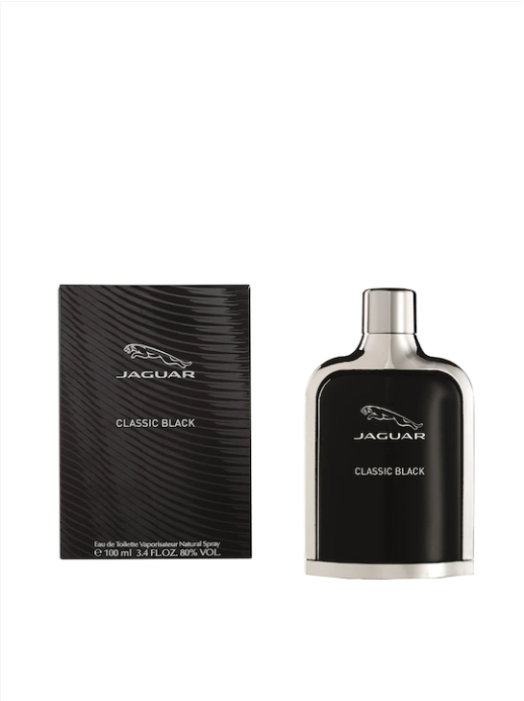 JAGUAR
CLASSIC BLACK
Eau de Toilette Vaporisateur Natural Spray
℮ 100 ml 3.4 FL.OZ. 80% VOL.
JAGUAR
CLASSIC BLACK